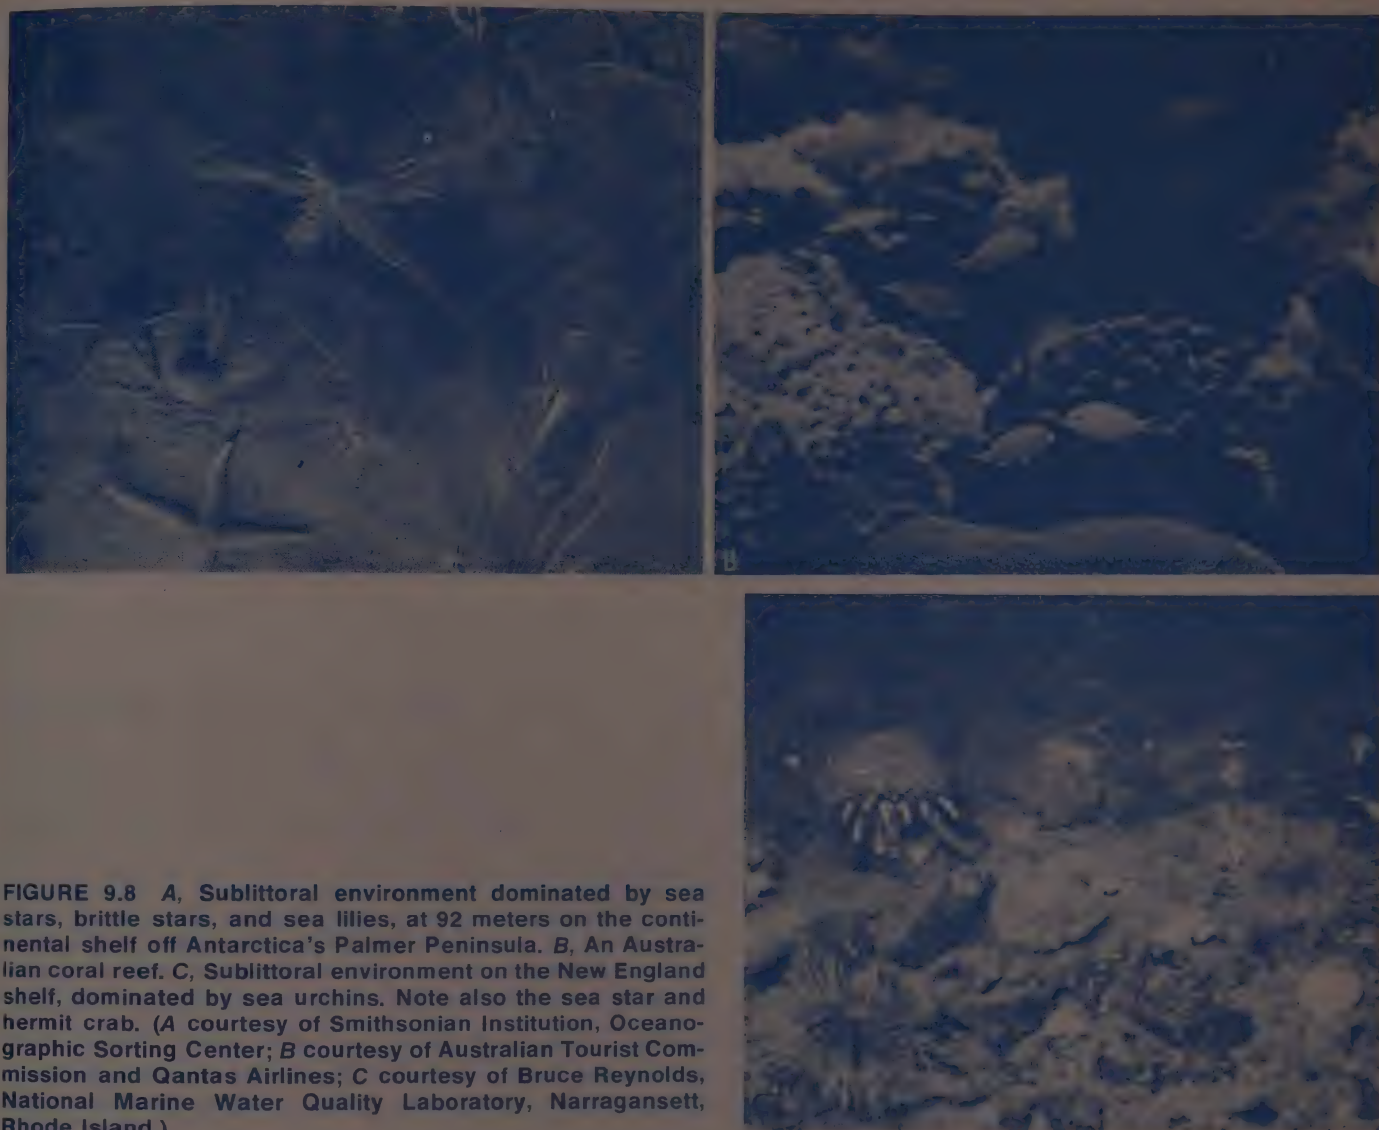 B
FIGURE 9.8 A, Sublittoral environment dominated by sea
stars, brittle stars, and sea lilies, at 92 meters on the conti-
nental shelf off Antarctica's Palmer Peninsula. B, An Austra-
lian coral reef. C, Sublittoral environment on the New England
shelf, dominated by sea urchins. Note also the sea star and
hermit crab. (A courtesy of Smithsonian Institution, Oceano-
graphic Sorting Center; B courtesy of Australian Tourist Com-
mission and Qantas Airlines; C courtesy of Bruce Reynolds,
National Marine Water Quality Laboratory, Narragansett,
Rhode Island.)